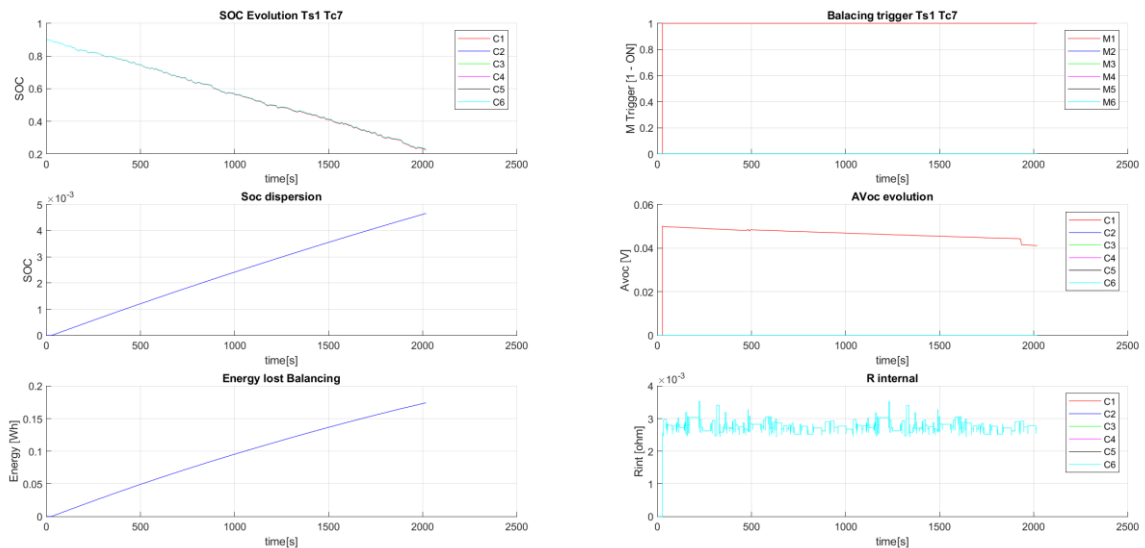 SOC Evolution Ts1 Tc7
1
0.8
0.6
0.4
0.2
SOC
0 500 1000 1500 2000 2500
time[s]
C1
C2
C3
C4
C5
C6
Balacing trigger Ts1 Tc7
1
0.8
0.6
0.4
0.2
0
M Trigger [1 - ON]
0 500 1000 1500 2000 2500
time[s]
M1
M2
M3
M4
M5
M6
Soc dispersion
×10-3
5
4
3
2
1
0
SOC
0 500 1000 1500 2000 2500
time[s]
AVoc evolution
0.06
0.04
0.02
0
Avoc [V]
0 500 1000 1500 2000 2500
time[s]
C1
C2
C3
C4
C5
C6
Energy lost Balancing
0.2
0.15
0.1
0.05
0
Energy [Wh]
0 500 1000 1500 2000 2500
time[s]
R internal
×10-3
4
3
2
1
0
Rint [ohm]
0 500 1000 1500 2000 2500
time[s]
C1
C2
C3
C4
C5
C6